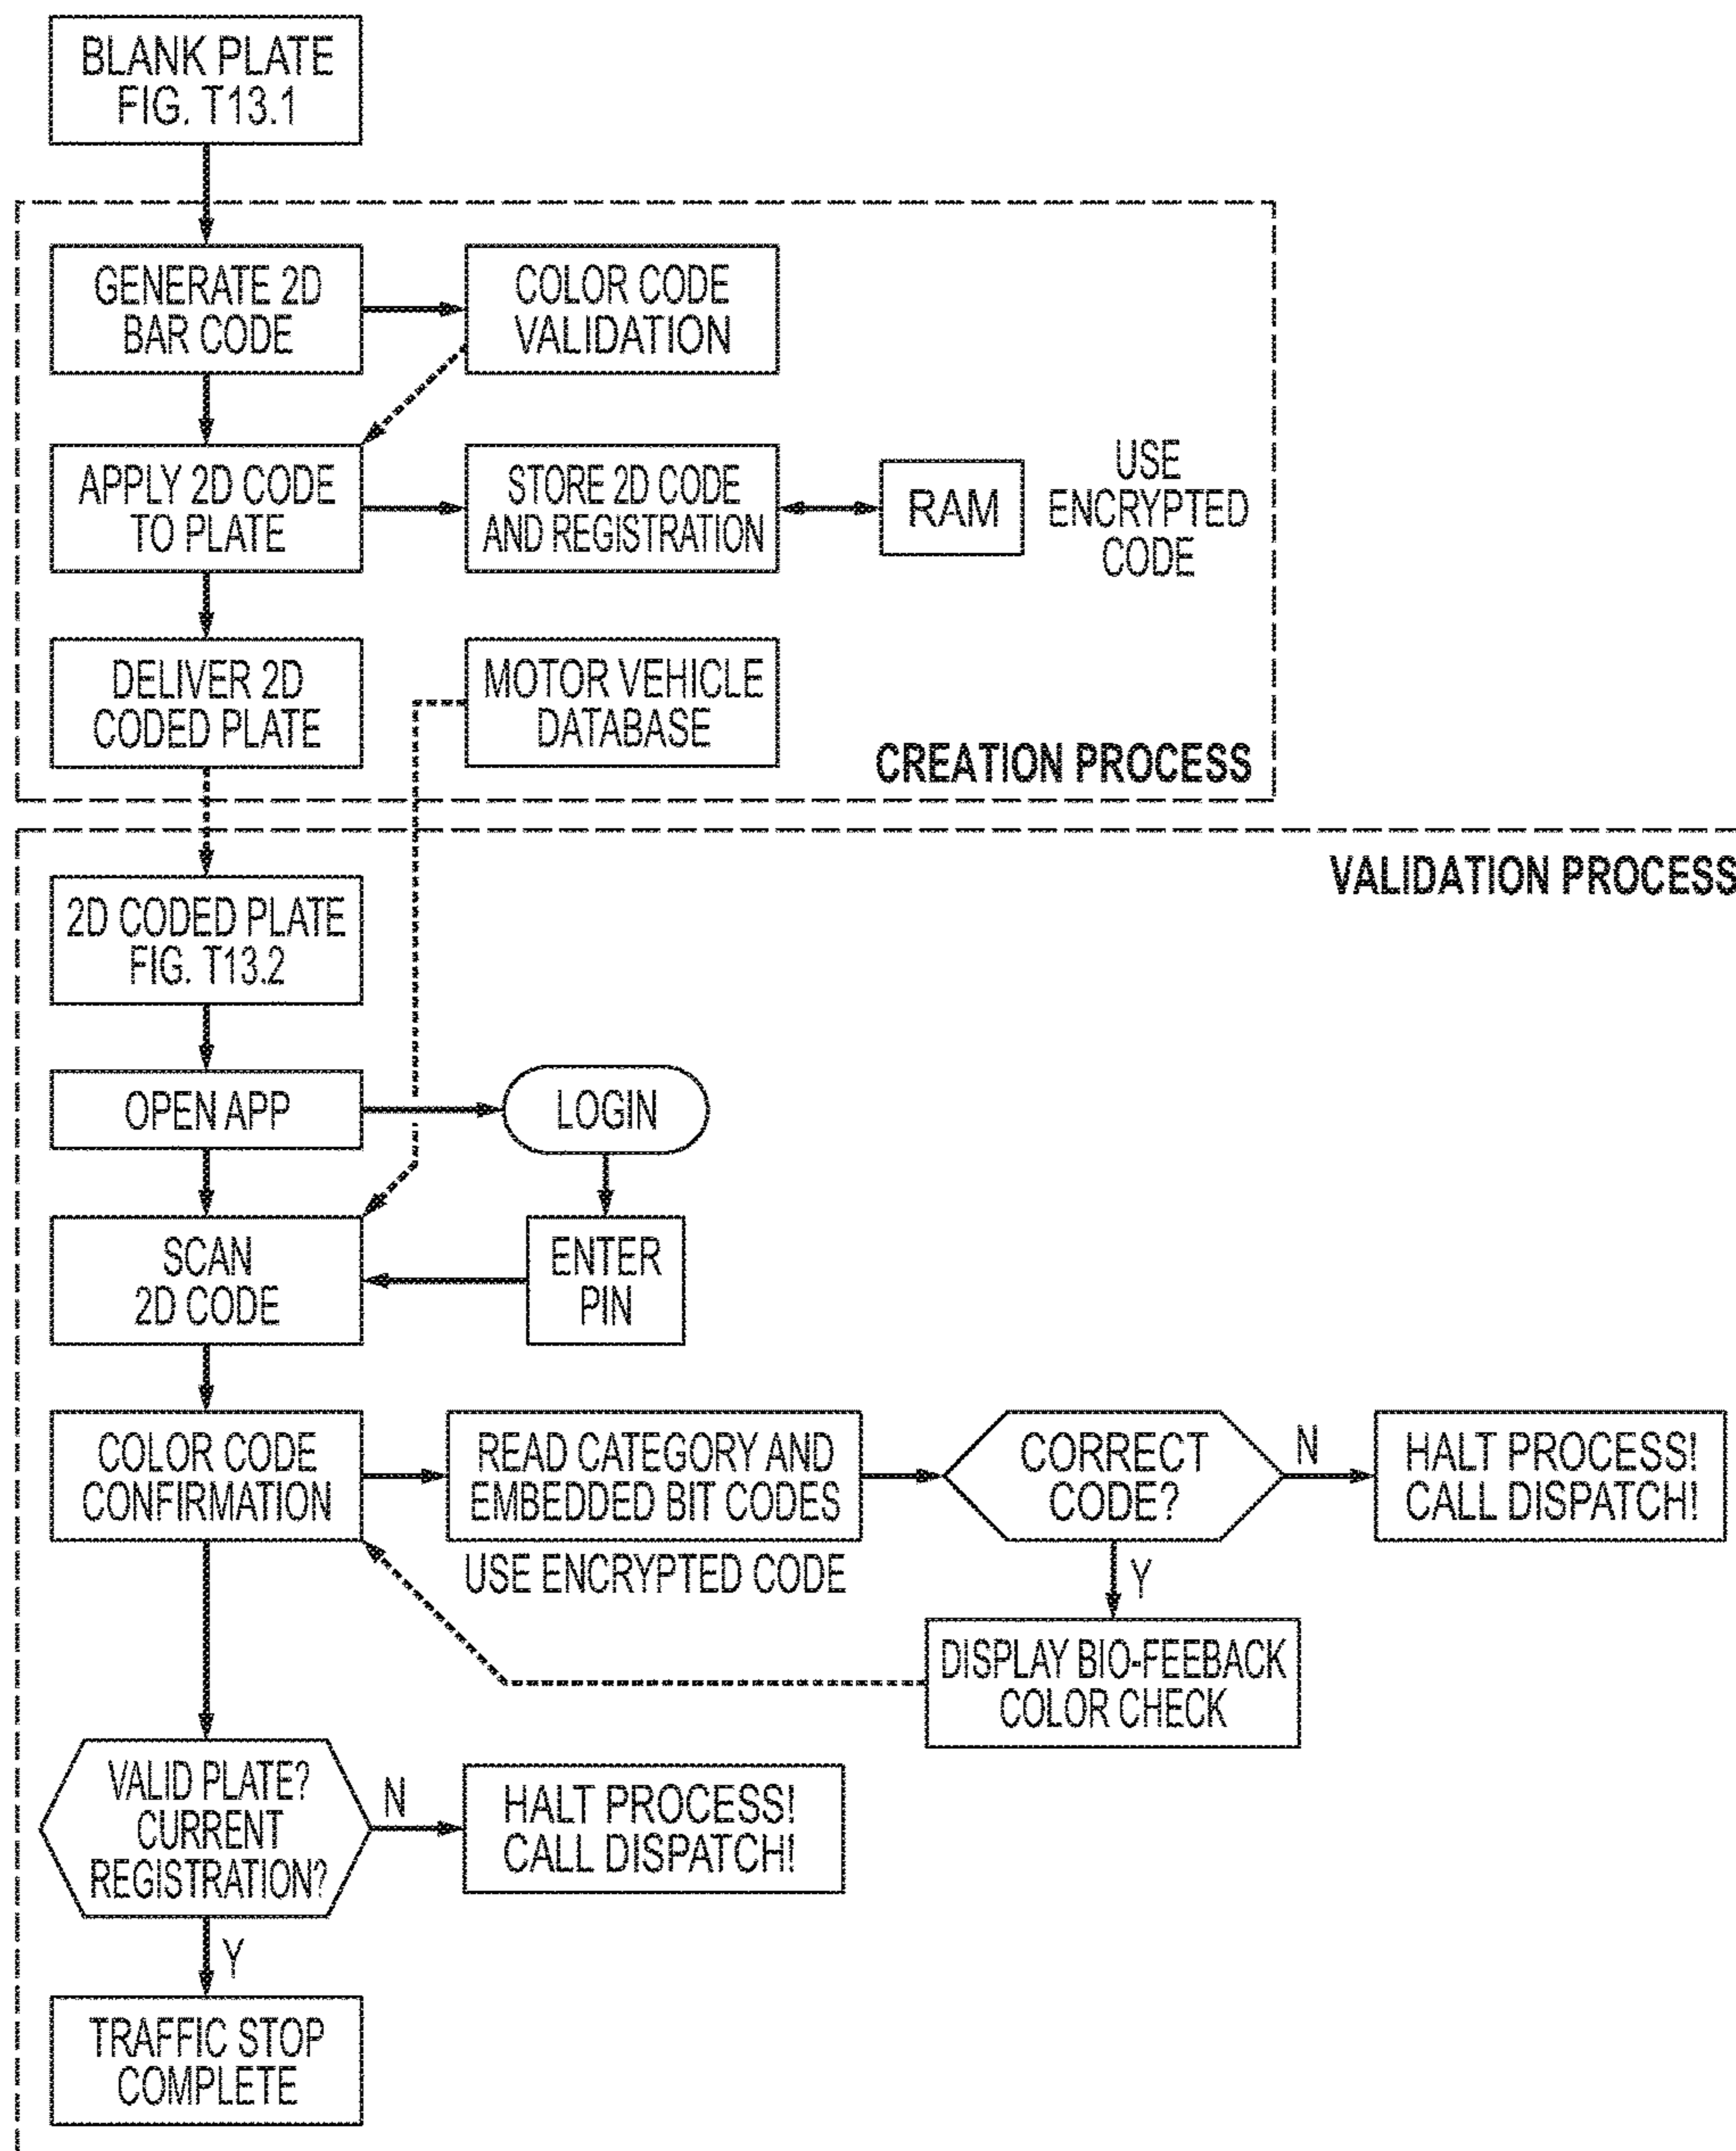 BLANK PLATE
FIG. T13.1
GENERATE 2D
BAR CODE
COLOR CODE
VALIDATION
APPLY 2D CODE
TO PLATE
STORE 2D CODE
AND REGISTRATION
RAM
USE
ENCRYPTED
CODE
DELIVER 2D
CODED PLATE
MOTOR VEHICLE
DATABASE
CREATION PROCESS
VALIDATION PROCESS
2D CODED PLATE
FIG. T13.2
OPEN APP
LOGIN
SCAN
2D CODE
ENTER
PIN
COLOR CODE
CONFIRMATION
READ CATEGORY AND
EMBEDDED BIT CODES
USE ENCRYPTED CODE
CORRECT
CODE?
N
HALT PROCESS!
CALL DISPATCH!
Y
DISPLAY BIO-FEEBACK
COLOR CHECK
VALID PLATE?
CURRENT
REGISTRATION?
N
HALT PROCESS!
CALL DISPATCH!
Y
TRAFFIC STOP
COMPLETE